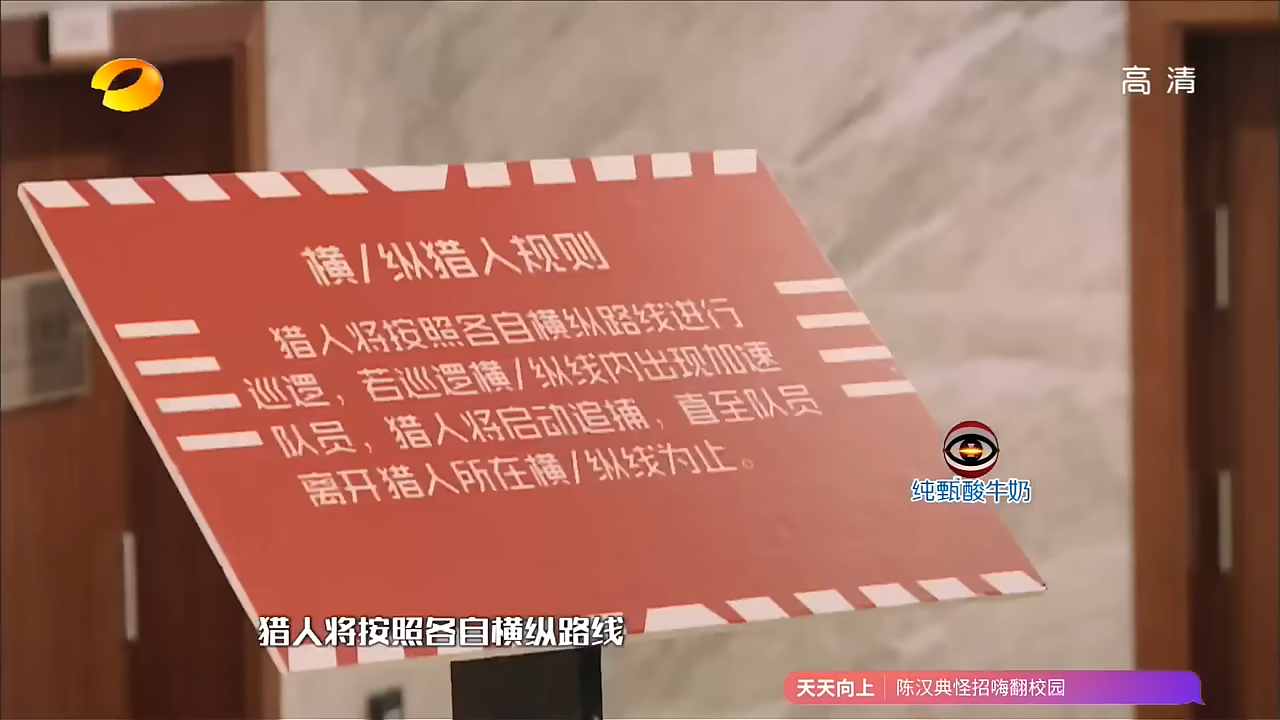 高清
横/纵猎人规则
猎人将按照各自横纵路线进行
巡逻，若巡逻横/纵线内出现加速
队员，猎人将启动追捕，直至队员
离开猎人所在横/纵线为止。
纯甄酸牛奶
猎人将按照各自横纵路线
天天向上 陈汉典怪招嗨翻校园